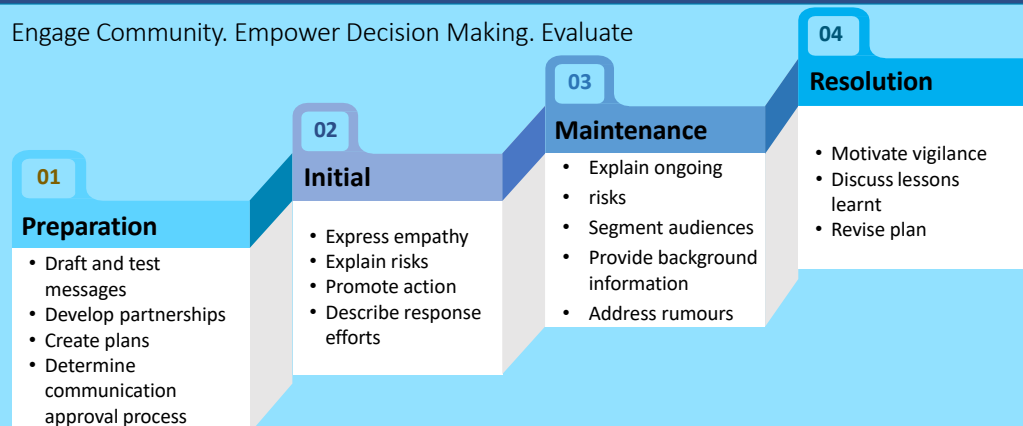 Engage Community. Empower Decision Making. Evaluate
01
Preparation
• Draft and test
messages
• Develop partnerships
• Create plans
• Determine
communication
approval process
02
Initial
• Express empathy
• Explain risks
• Promote action
• Describe response
efforts
03
Maintenance
• Explain ongoing
• risks
• Segment audiences
• Provide background
information
• Address rumours
04
Resolution
• Motivate vigilance
• Discuss lessons
learnt
• Revise plan